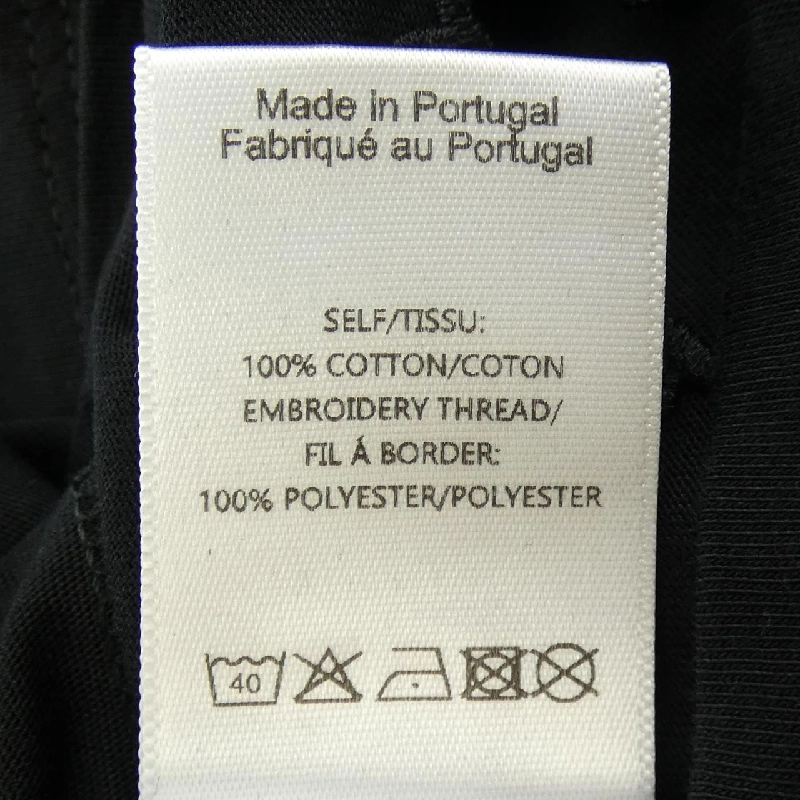 Made in Portugal
Fabriqué au Portugal
SELF/TISSU:
100% COTTON/COTON
EMBROIDERY THREAD/
FIL Á BORDER:
100% POLYESTER/POLYESTER
40